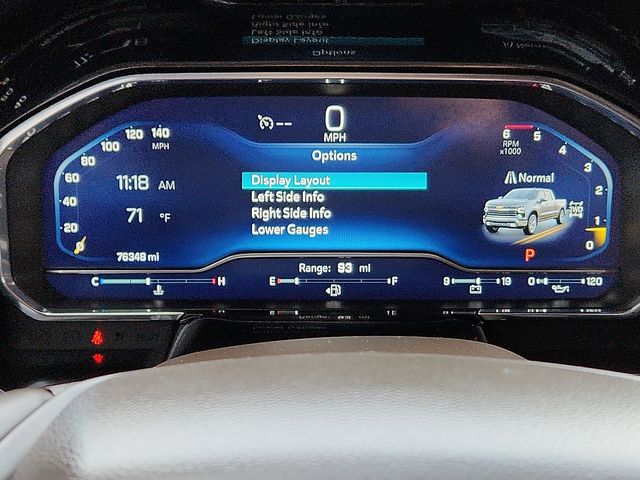 0
MPH
Options
Display Layout
Left Side Info
Right Side Info
Lower Gauges
0
20
40
60
80
100
120
140
MPH
11:18 AM
71 °F
76348 mi
6
5
4
3
2
1
0
RPM
x1000
Normal
2WD
P
Range: 93 mi
C H
E F
9 19
0 120